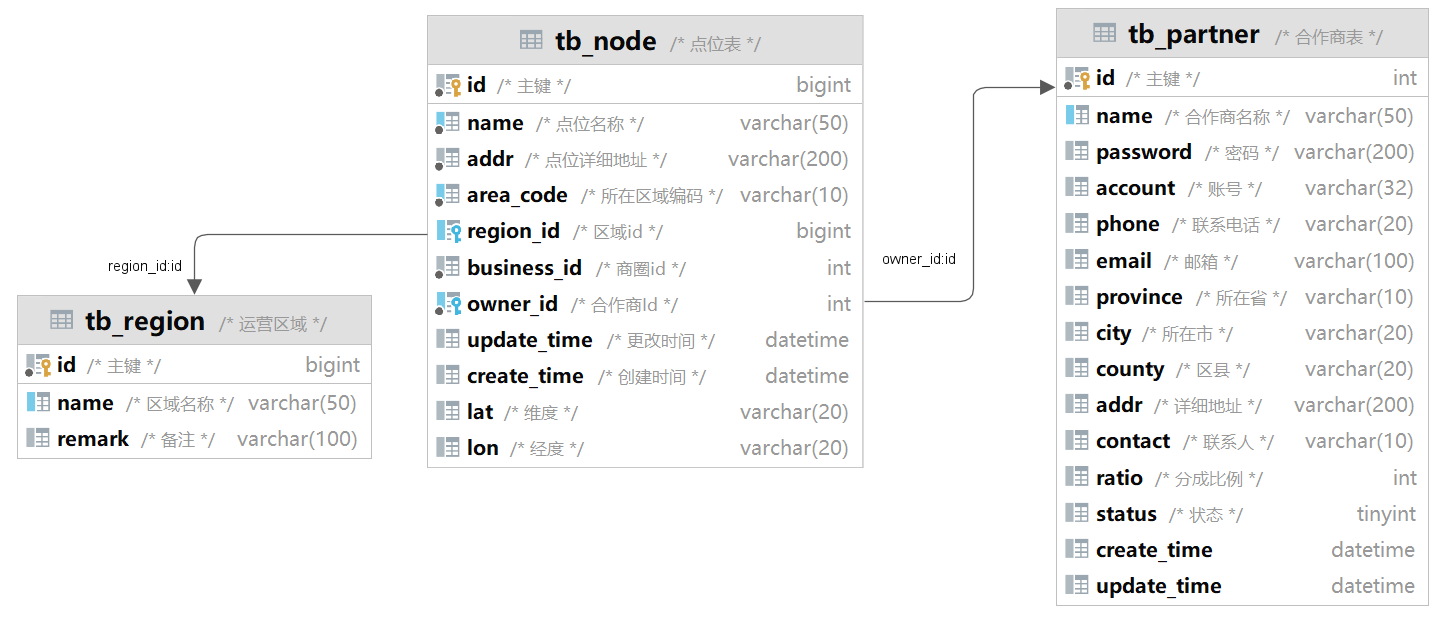 tb_node /* 点位表 */
id /* 主键 */ bigint
name /* 点位名称 */ varchar(50)
addr /* 点位详细地址 */ varchar(200)
area_code /* 所在区域编码 */ varchar(10)
region_id /* 区域id */ bigint
business_id /* 商圈id */ int
owner_id /* 合作商Id */ int
update_time /* 更改时间 */ datetime
create_time /* 创建时间 */ datetime
lat /* 维度 */ varchar(20)
lon /* 经度 */ varchar(20)
region_id:id
tb_region /* 运营区域 */
id /* 主键 */ bigint
name /* 区域名称 */ varchar(50)
remark /* 备注 */ varchar(100)
owner_id:id
tb_partner /* 合作商表 */
id /* 主键 */ int
name /* 合作商名称 */ varchar(50)
password /* 密码 */ varchar(200)
account /* 账号 */ varchar(32)
phone /* 联系电话 */ varchar(20)
email /* 邮箱 */ varchar(100)
province /* 所在省 */ varchar(10)
city /* 所在市 */ varchar(20)
county /* 区县 */ varchar(20)
addr /* 详细地址 */ varchar(200)
contact /* 联系人 */ varchar(10)
ratio /* 分成比例 */ int
status /* 状态 */ tinyint
create_time datetime
update_time datetime